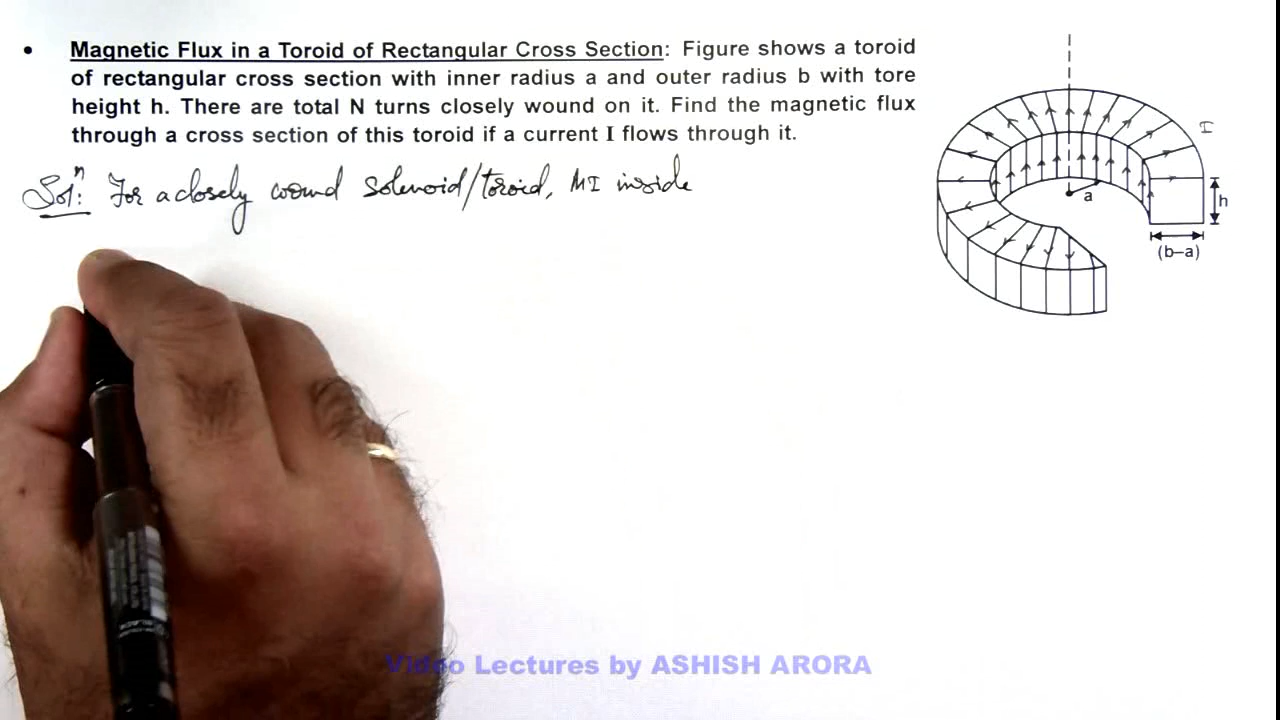 • Magnetic Flux in a Toroid of Rectangular Cross Section: Figure shows a toroid
of rectangular cross section with inner radius a and outer radius b with tore
height h. There are total N turns closely wound on it. Find the magnetic flux
through a cross section of this toroid if a current I flows through it.
Solⁿ: For a closely wound solenoid/toroid, MI inside
I
a
h
(b–a)
Video Lectures by ASHISH ARORA